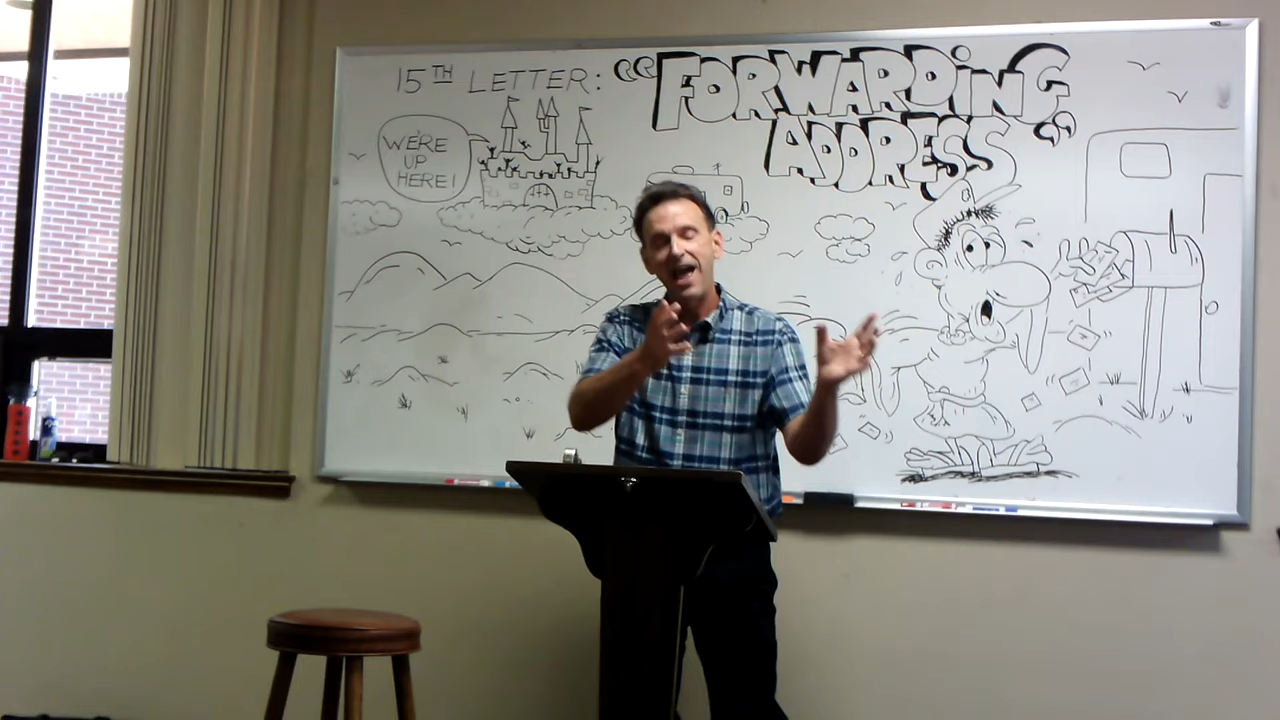 15TH LETTER: "FORWARDiNG
ADDRESS"
WE'RE
UP
HERE!